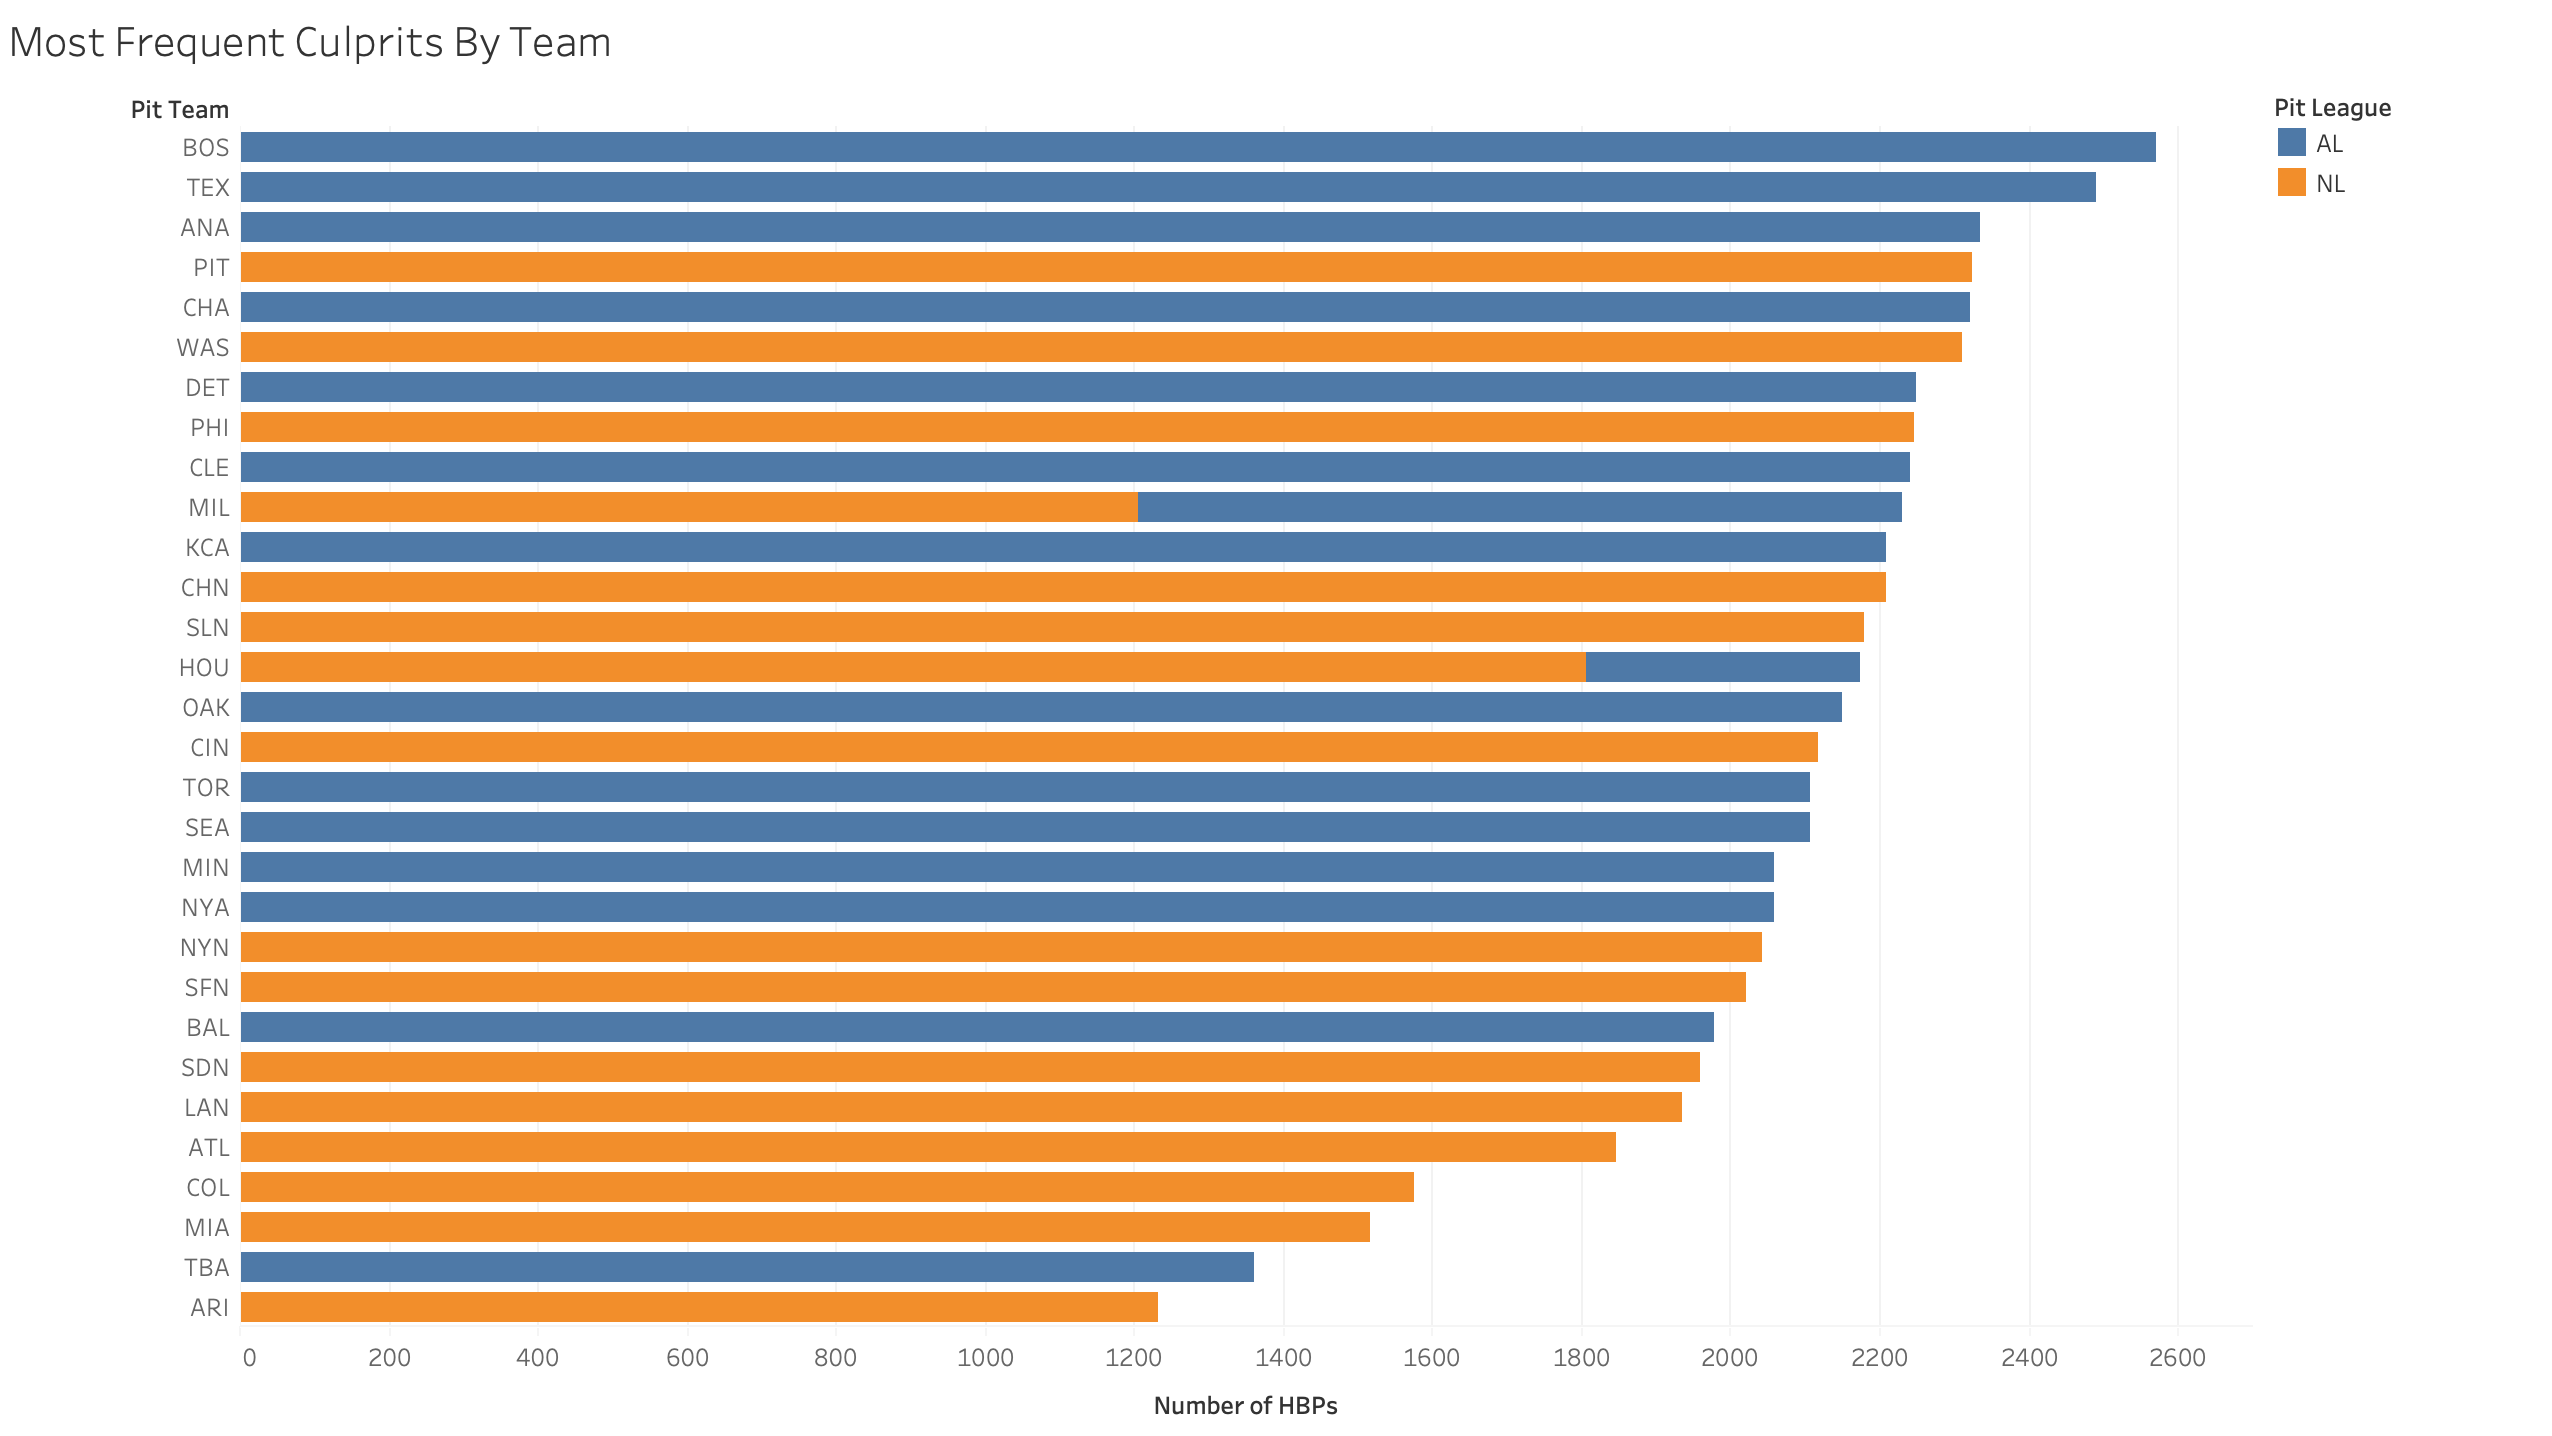 Most Frequent Culprits By Team
Pit Team
BOS
TEX
ANA
PIT
CHA
WAS
DET
PHI
CLE
MIL
KCA
CHN
SLN
HOU
OAK
CIN
TOR
SEA
MIN
NYA
NYN
SFN
BAL
SDN
LAN
ATL
COL
MIA
TBA
ARI
0 200 400 600 800 1000 1200 1400 1600 1800 2000 2200 2400 2600
Number of HBPs
Pit League
AL
NL